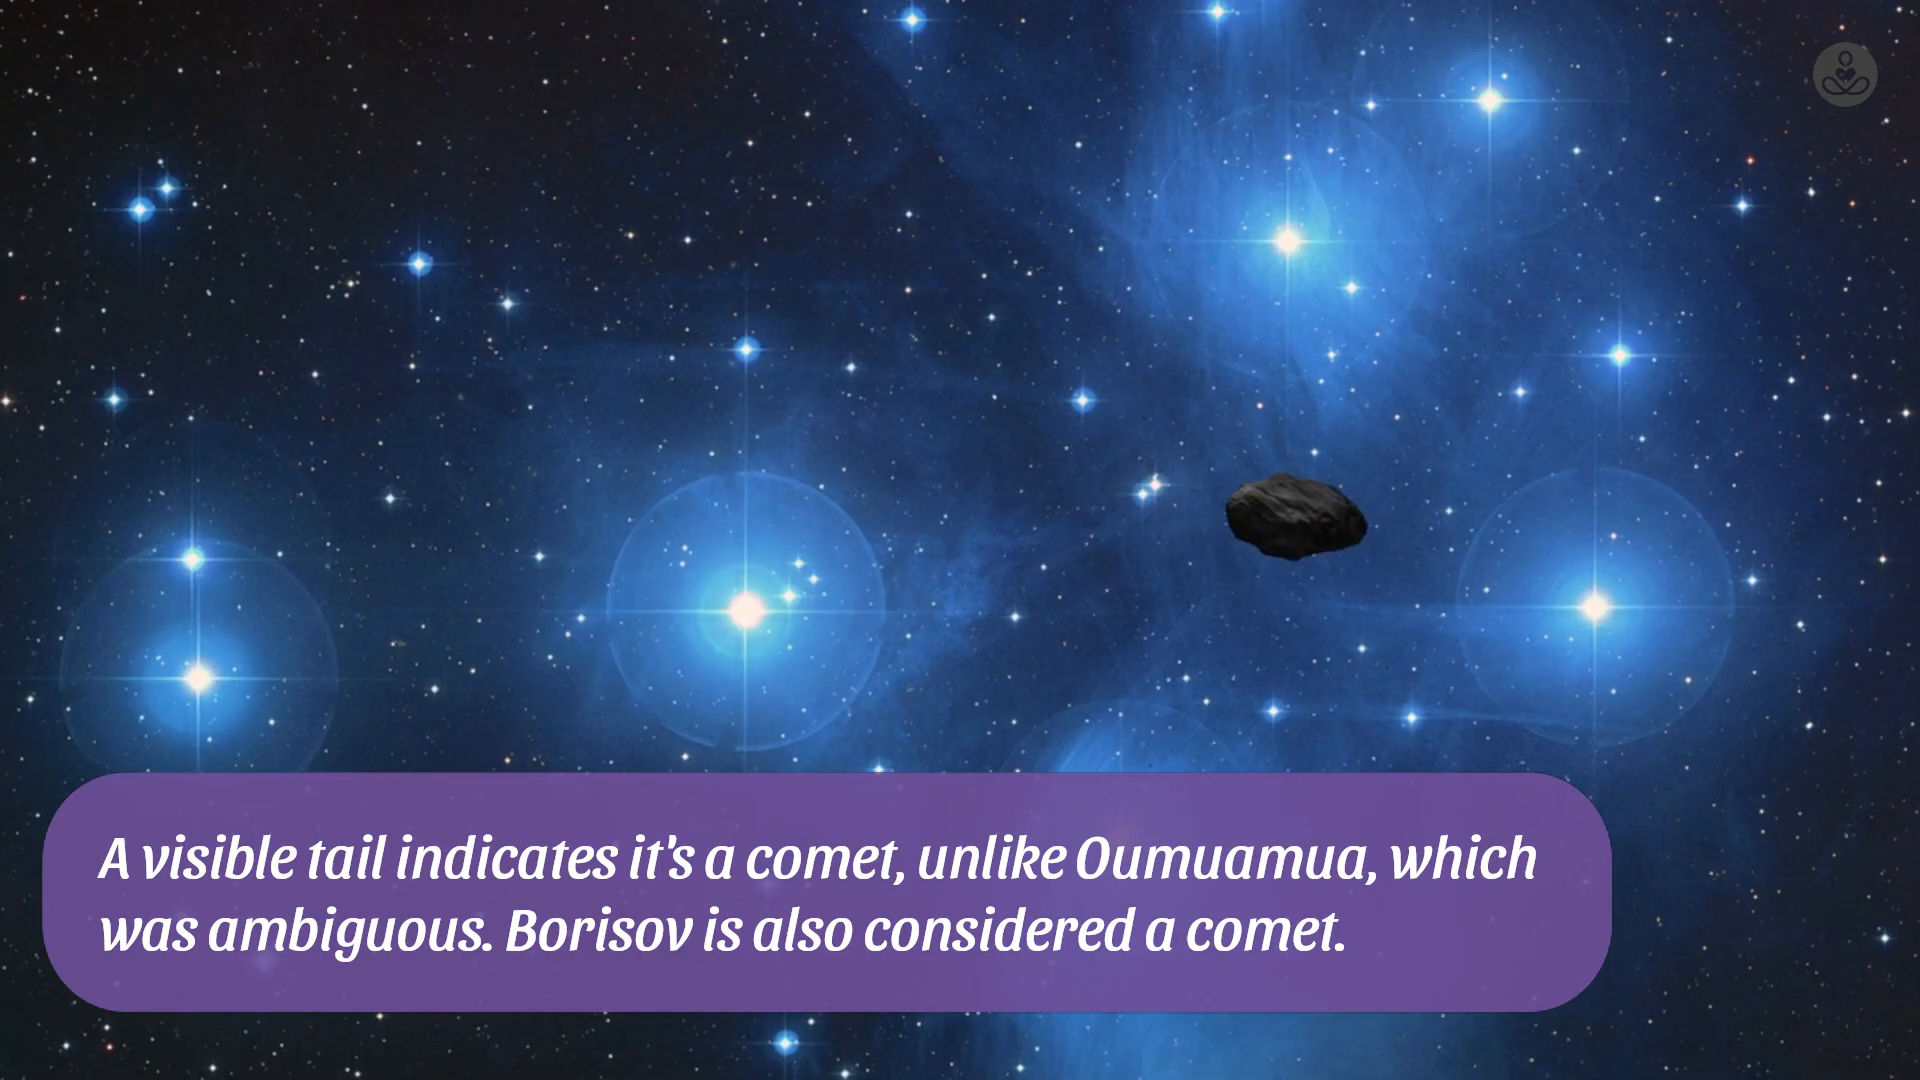 A visible tail indicates it’s a comet, unlike Oumuamua, which
was ambiguous. Borisov is also considered a comet.